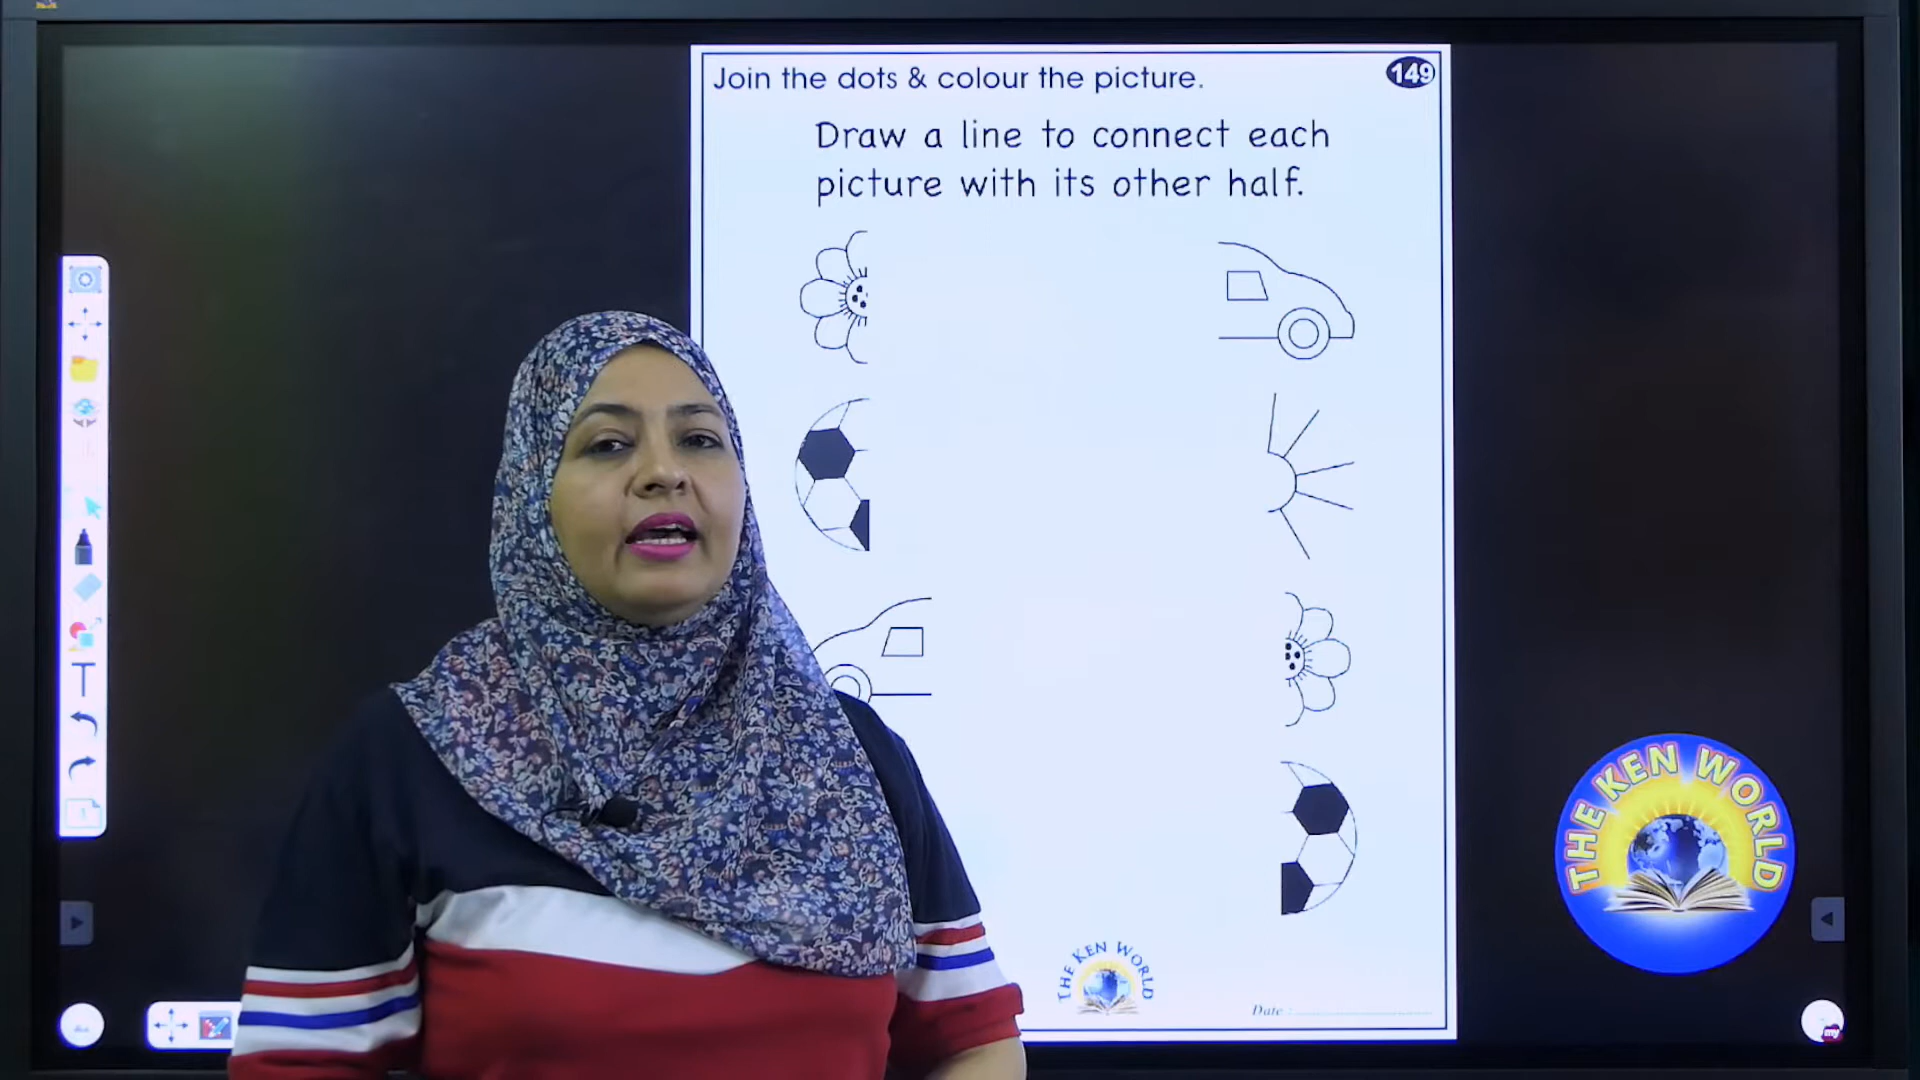 Join the dots & colour the picture.
149
Draw a line to connect each
picture with its other half.
T
THE KEN WORLD
THE KEN WORLD
Date :